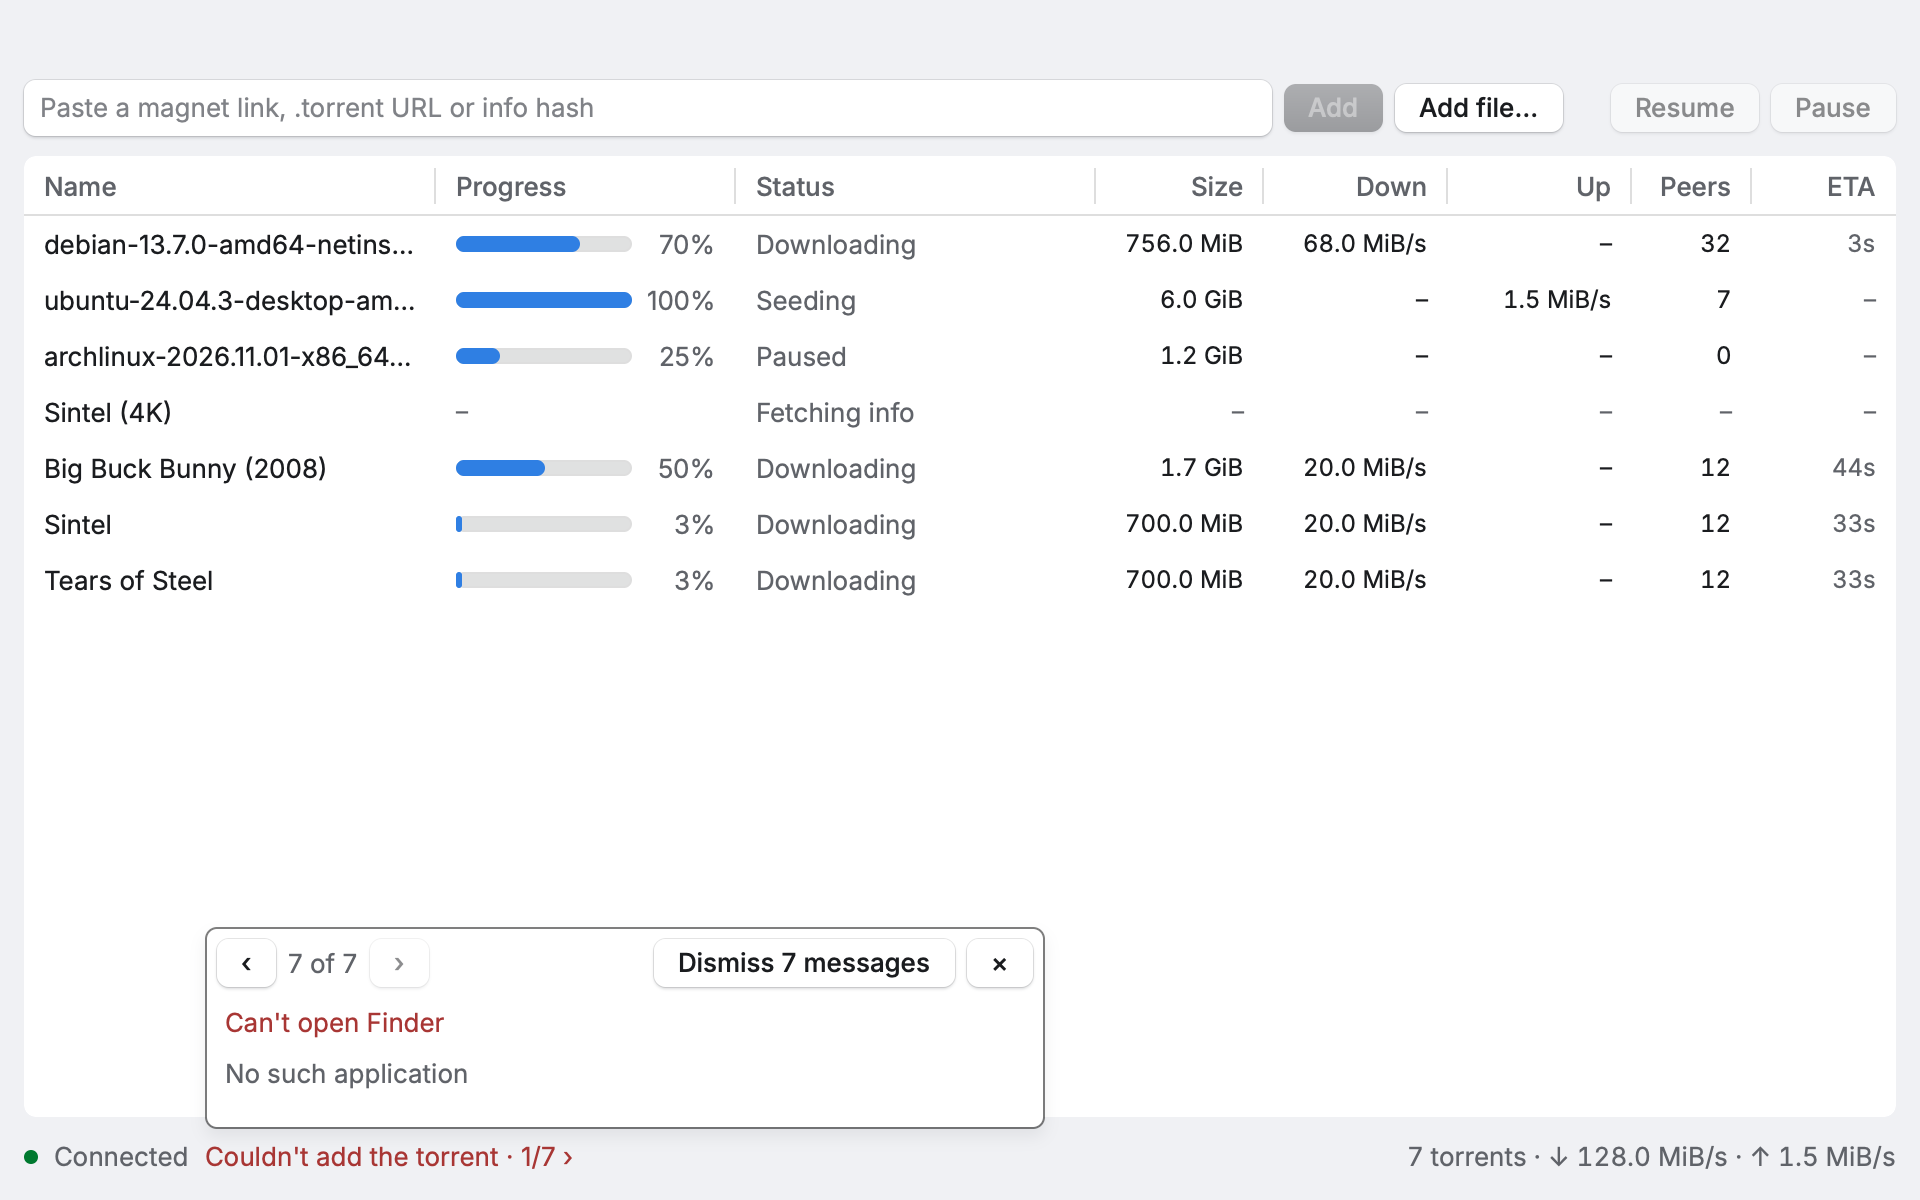 Paste a magnet link, .torrent URL or info hash Add Add file... Resume Pause
Name Progress Status Size Down Up Peers ETA
debian-13.7.0-amd64-netins... 70% Downloading 756.0 MiB 68.0 MiB/s – 32 3s
ubuntu-24.04.3-desktop-am... 100% Seeding 6.0 GiB – 1.5 MiB/s 7 –
archlinux-2026.11.01-x86_64... 25% Paused 1.2 GiB – – 0 –
Sintel (4K) – Fetching info – – – – –
Big Buck Bunny (2008) 50% Downloading 1.7 GiB 20.0 MiB/s – 12 44s
Sintel 3% Downloading 700.0 MiB 20.0 MiB/s – 12 33s
Tears of Steel 3% Downloading 700.0 MiB 20.0 MiB/s – 12 33s
‹ 7 of 7 › Dismiss 7 messages ×
Can't open Finder
No such application
Connected Couldn't add the torrent · 1/7 › 7 torrents · ↓ 128.0 MiB/s · ↑ 1.5 MiB/s